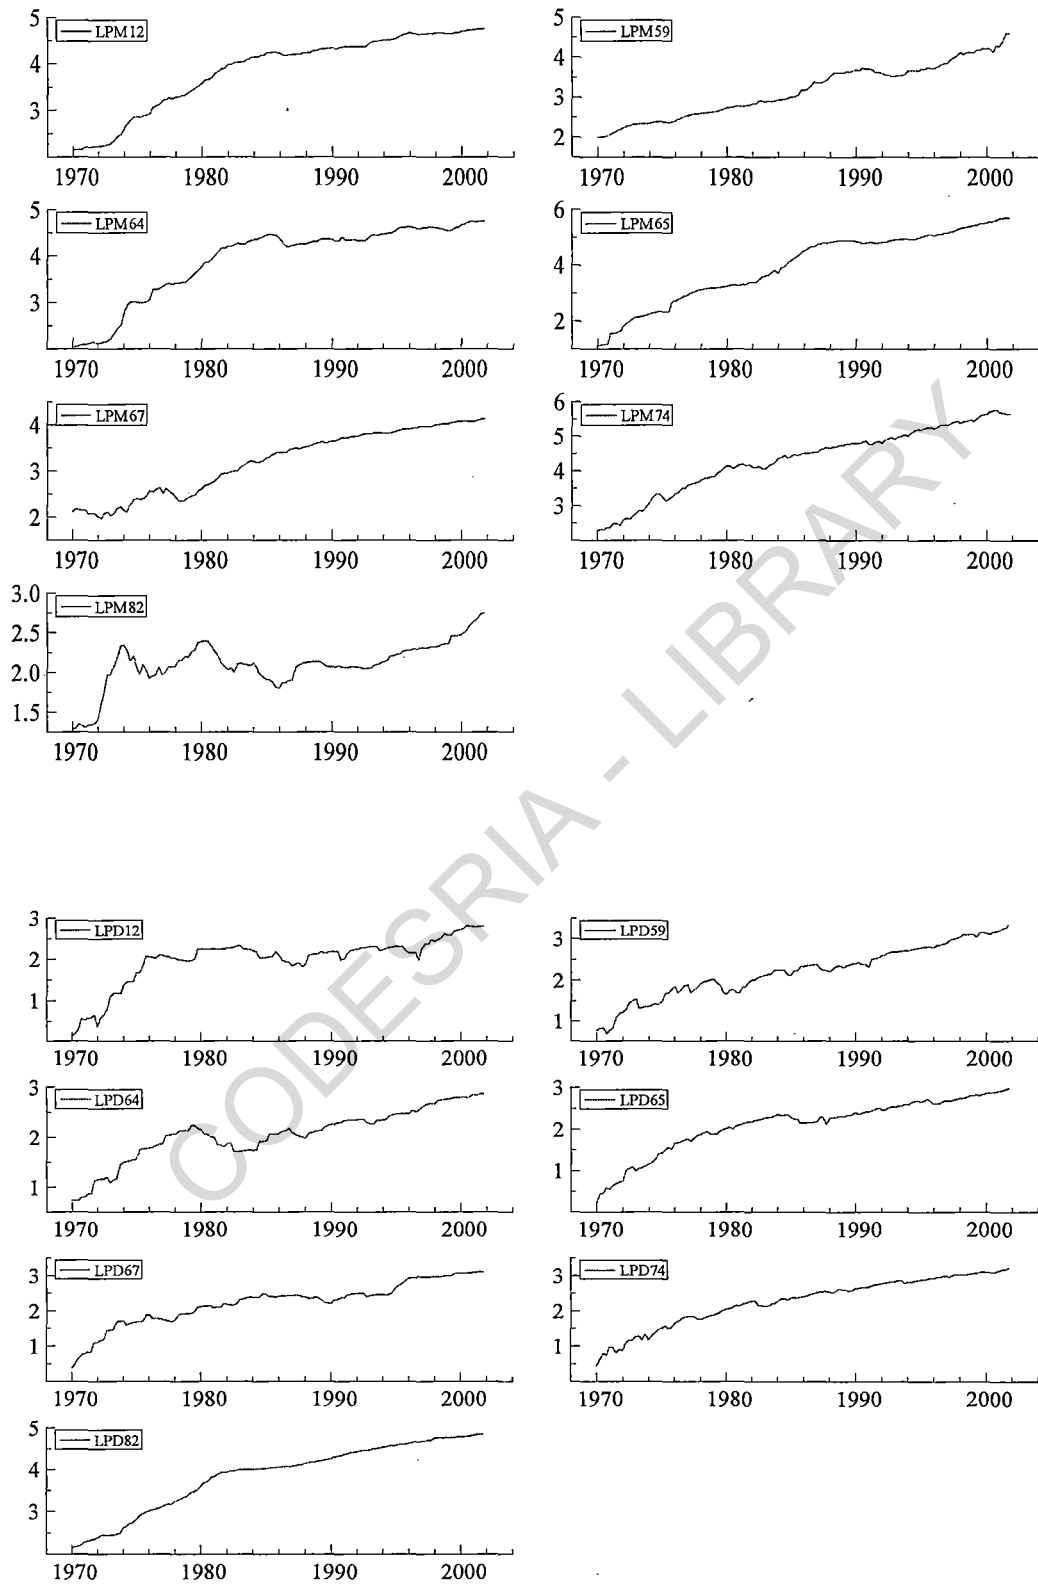 5 LPM12 5 LPM59
4 4
3 3
2
1970 1980 1990 2000 1970 1980 1990 2000
5 LPM64 6 LPM65
4 4
3 2
1970 1980 1990 2000 1970 1980 1990 2000
LPM67 6 LPM74
4 5
3 4
2 3
1970 1980 1990 2000 1970 1980 1990 2000
3.0 LPM82
2.5
2.0
1.5
1970 1980 1990 2000
3 LPD12 LPD59
2 3
1 2
1
1970 1980 1990 2000 1970 1980 1990 2000
3 LPD64 3 LPD65
2 2
1 1
1970 1980 1990 2000 1970 1980 1990 2000
3 LPD67 3 LPD74
2 2
1 1
1970 1980 1990 2000 1970 1980 1990 2000
5 LPD82
4
3
1970 1980 1990 2000
CODESRIA - LIBRARY